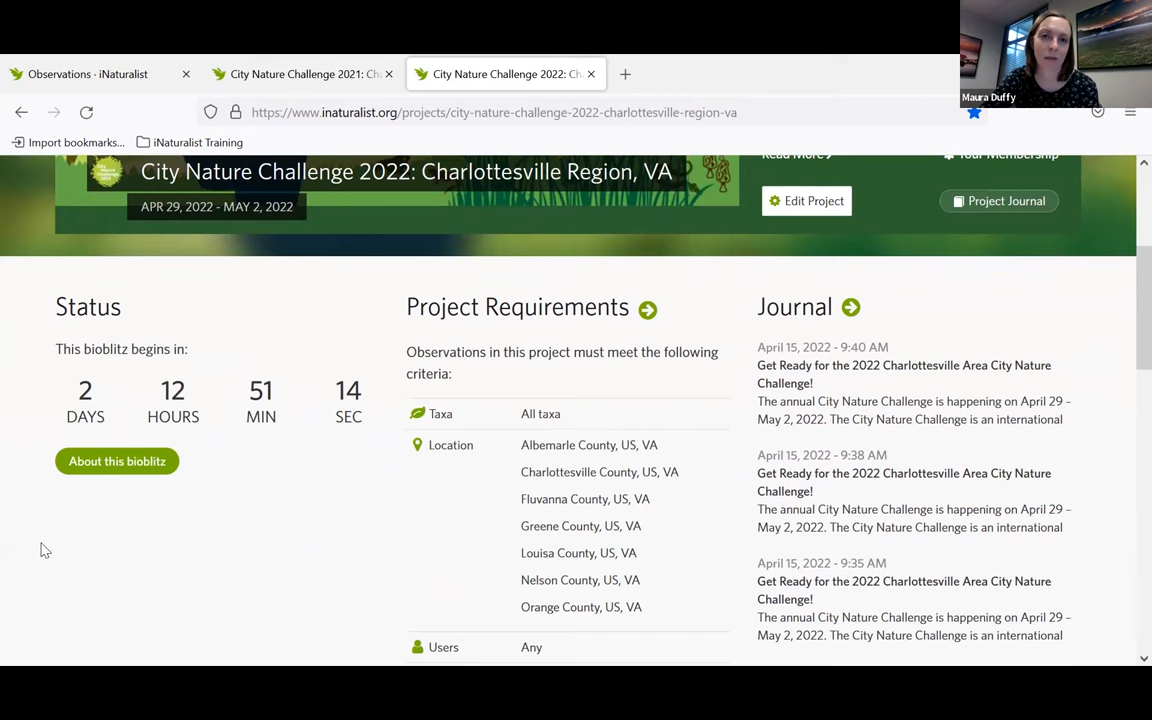 Maura Duffy
Observations · iNaturalist
City Nature Challenge 2021: Ch
City Nature Challenge 2022: Ch
https://www.inaturalist.org/projects/city-nature-challenge-2022-charlottesville-region-va
Import bookmarks...
iNaturalist Training
City Nature Challenge 2022: Charlottesville Region, VA
APR 29, 2022 - MAY 2, 2022
Read More
Your Membership
Edit Project
Project Journal
Status
This bioblitz begins in:
2
DAYS
12
HOURS
51
MIN
14
SEC
About this bioblitz
Project Requirements
Observations in this project must meet the following
criteria:
Taxa All taxa
Location Albemarle County, US, VA
Charlottesville County, US, VA
Fluvanna County, US, VA
Greene County, US, VA
Louisa County, US, VA
Nelson County, US, VA
Orange County, US, VA
Users Any
Journal
April 15, 2022 - 9:40 AM
Get Ready for the 2022 Charlottesville Area City Nature
Challenge!
The annual City Nature Challenge is happening on April 29 –
May 2, 2022. The City Nature Challenge is an international
April 15, 2022 - 9:38 AM
Get Ready for the 2022 Charlottesville Area City Nature
Challenge!
The annual City Nature Challenge is happening on April 29 –
May 2, 2022. The City Nature Challenge is an international
April 15, 2022 - 9:35 AM
Get Ready for the 2022 Charlottesville Area City Nature
Challenge!
The annual City Nature Challenge is happening on April 29 –
May 2, 2022. The City Nature Challenge is an international